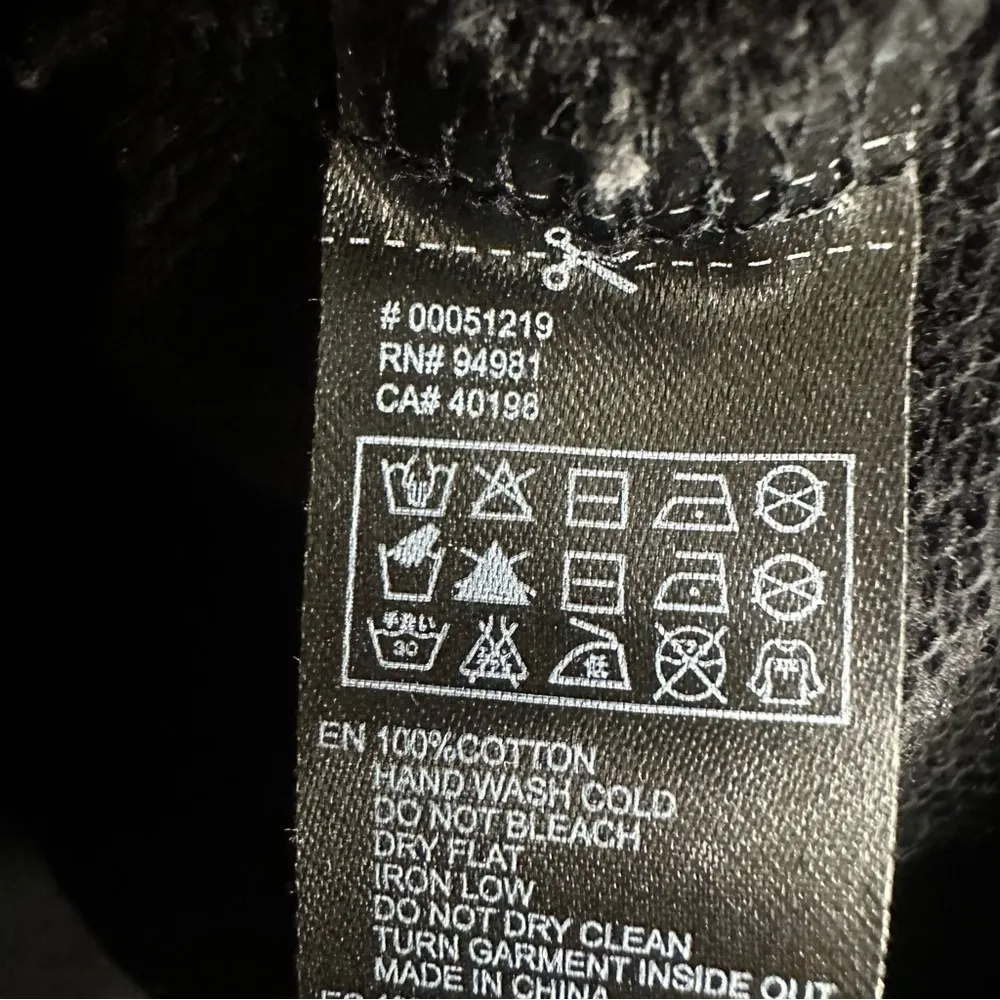 # 00051219
RN# 94981
CA# 40198
手洗い
30
低
EN 100%COTTON
HAND WASH COLD
DO NOT BLEACH
DRY FLAT
IRON LOW
DO NOT DRY CLEAN
TURN GARMENT INSIDE OUT
MADE IN CHINA